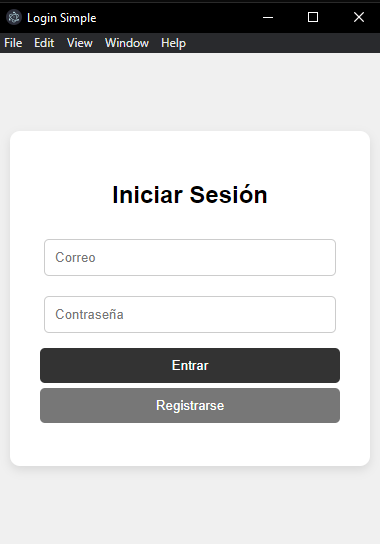 Login Simple
File Edit View Window Help
Iniciar Sesión
Correo
Contraseña
Entrar
Registrarse